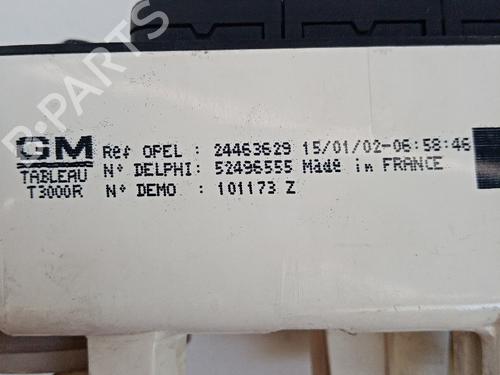 GM
TABLEAU
T3000R
Ref OPEL : 24463629 15/01/02-06:58:46
N° DELPHI: 52496555 Made in FRANCE
N° DEMO : 101173 Z
B-PARTS